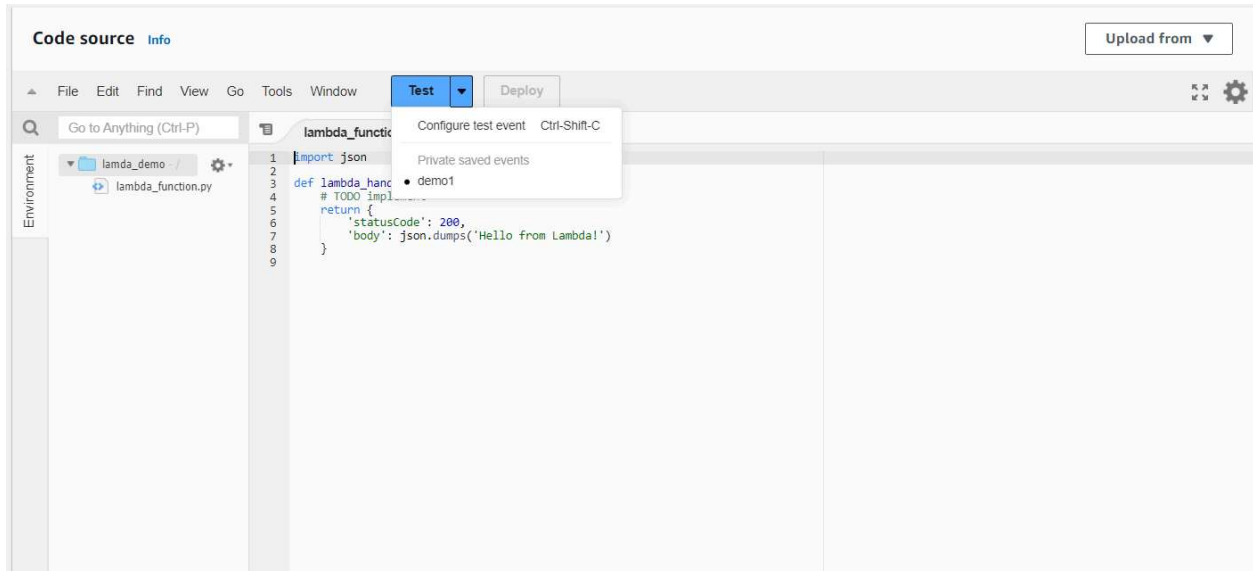 Code source Info
Upload from ▼
File Edit Find View Go Tools Window Test Deploy
Go to Anything (Ctrl-P)
Environment
lamda_demo - /
lambda_function.py
Configure test event Ctrl-Shift-C
Private saved events
• demo1
1 import json
2
3 def
4 # TODO
5 return {
6 'statusCode': 200,
7 'body': json.dumps('Hello from Lambda!')
8 }
9